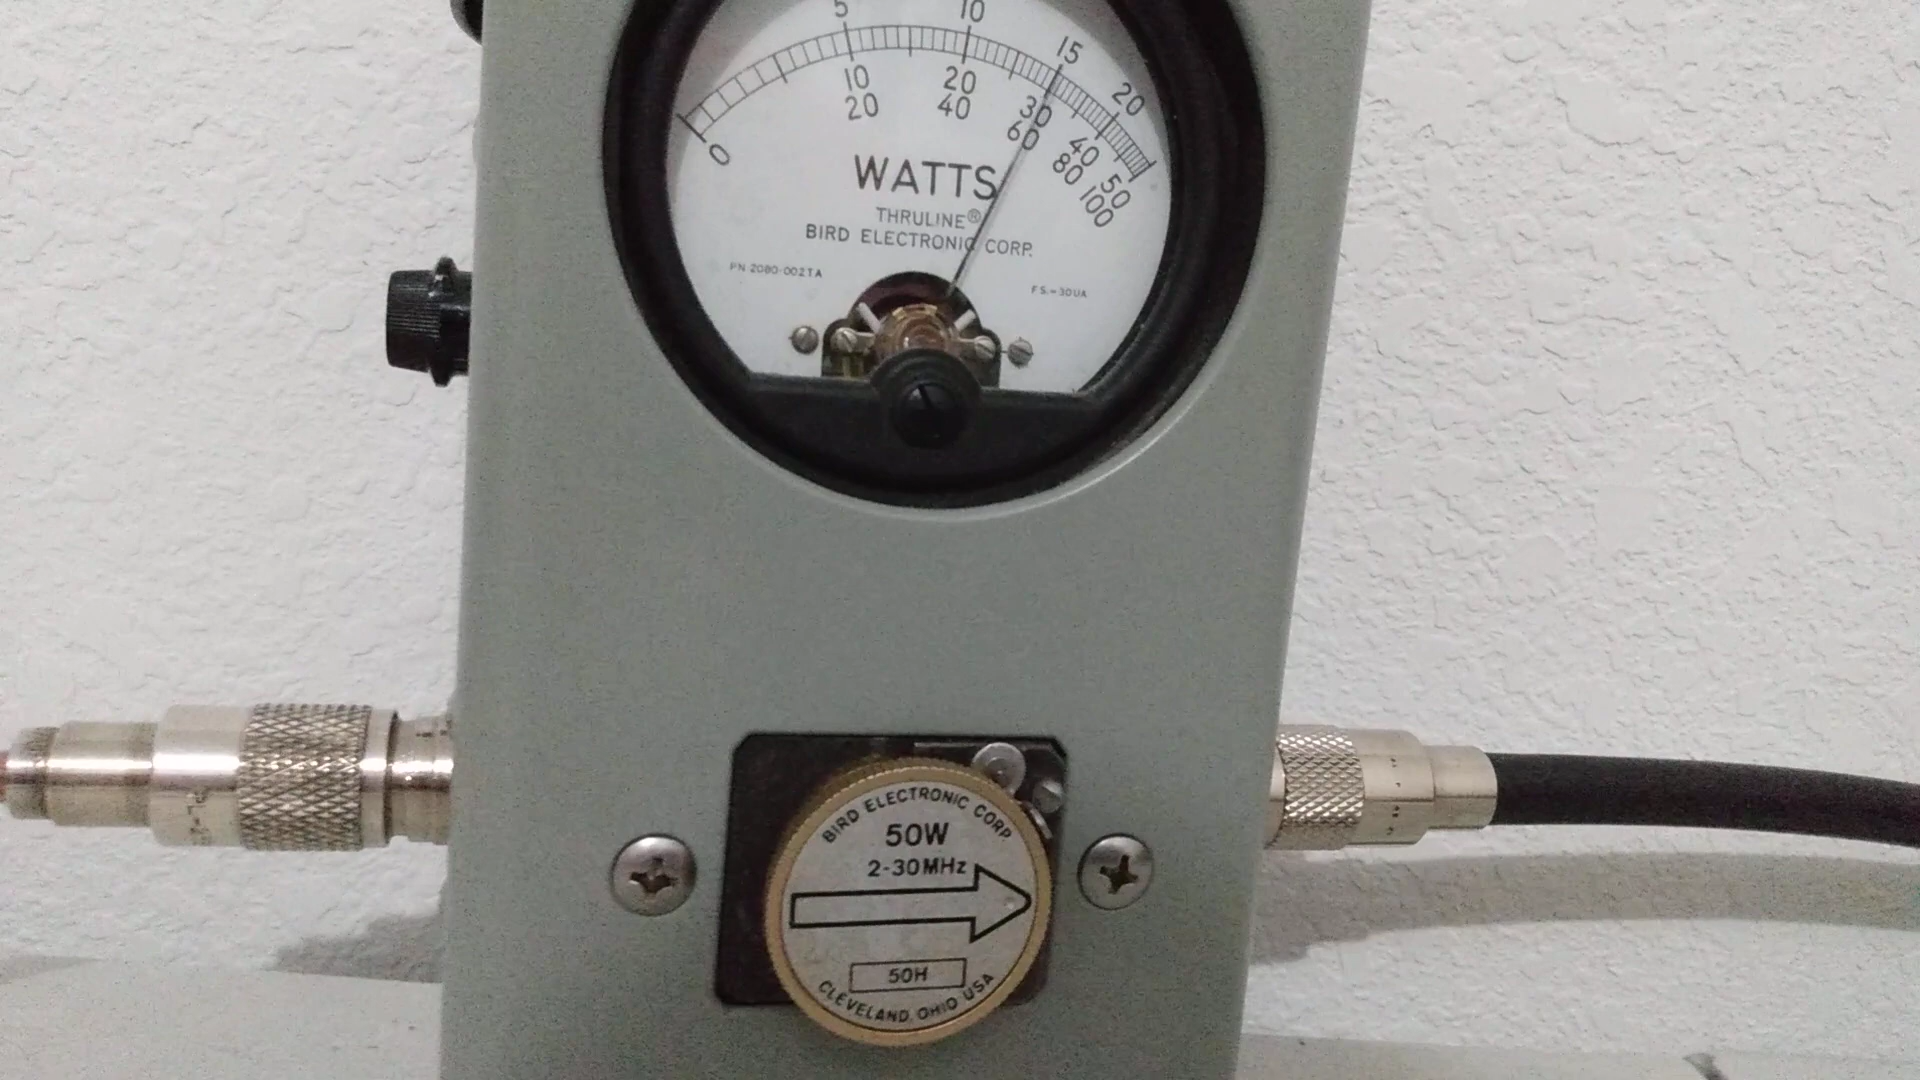 5 10 15 20
10 20 30 40 50
0 20 40 60 80 100
WATTS
THRULINE®
BIRD ELECTRONIC CORP.
PN 2080-002TA
F.S.=30UA
BIRD ELECTRONIC CORP.
50W
2-30MHz
50H
CLEVELAND, OHIO USA